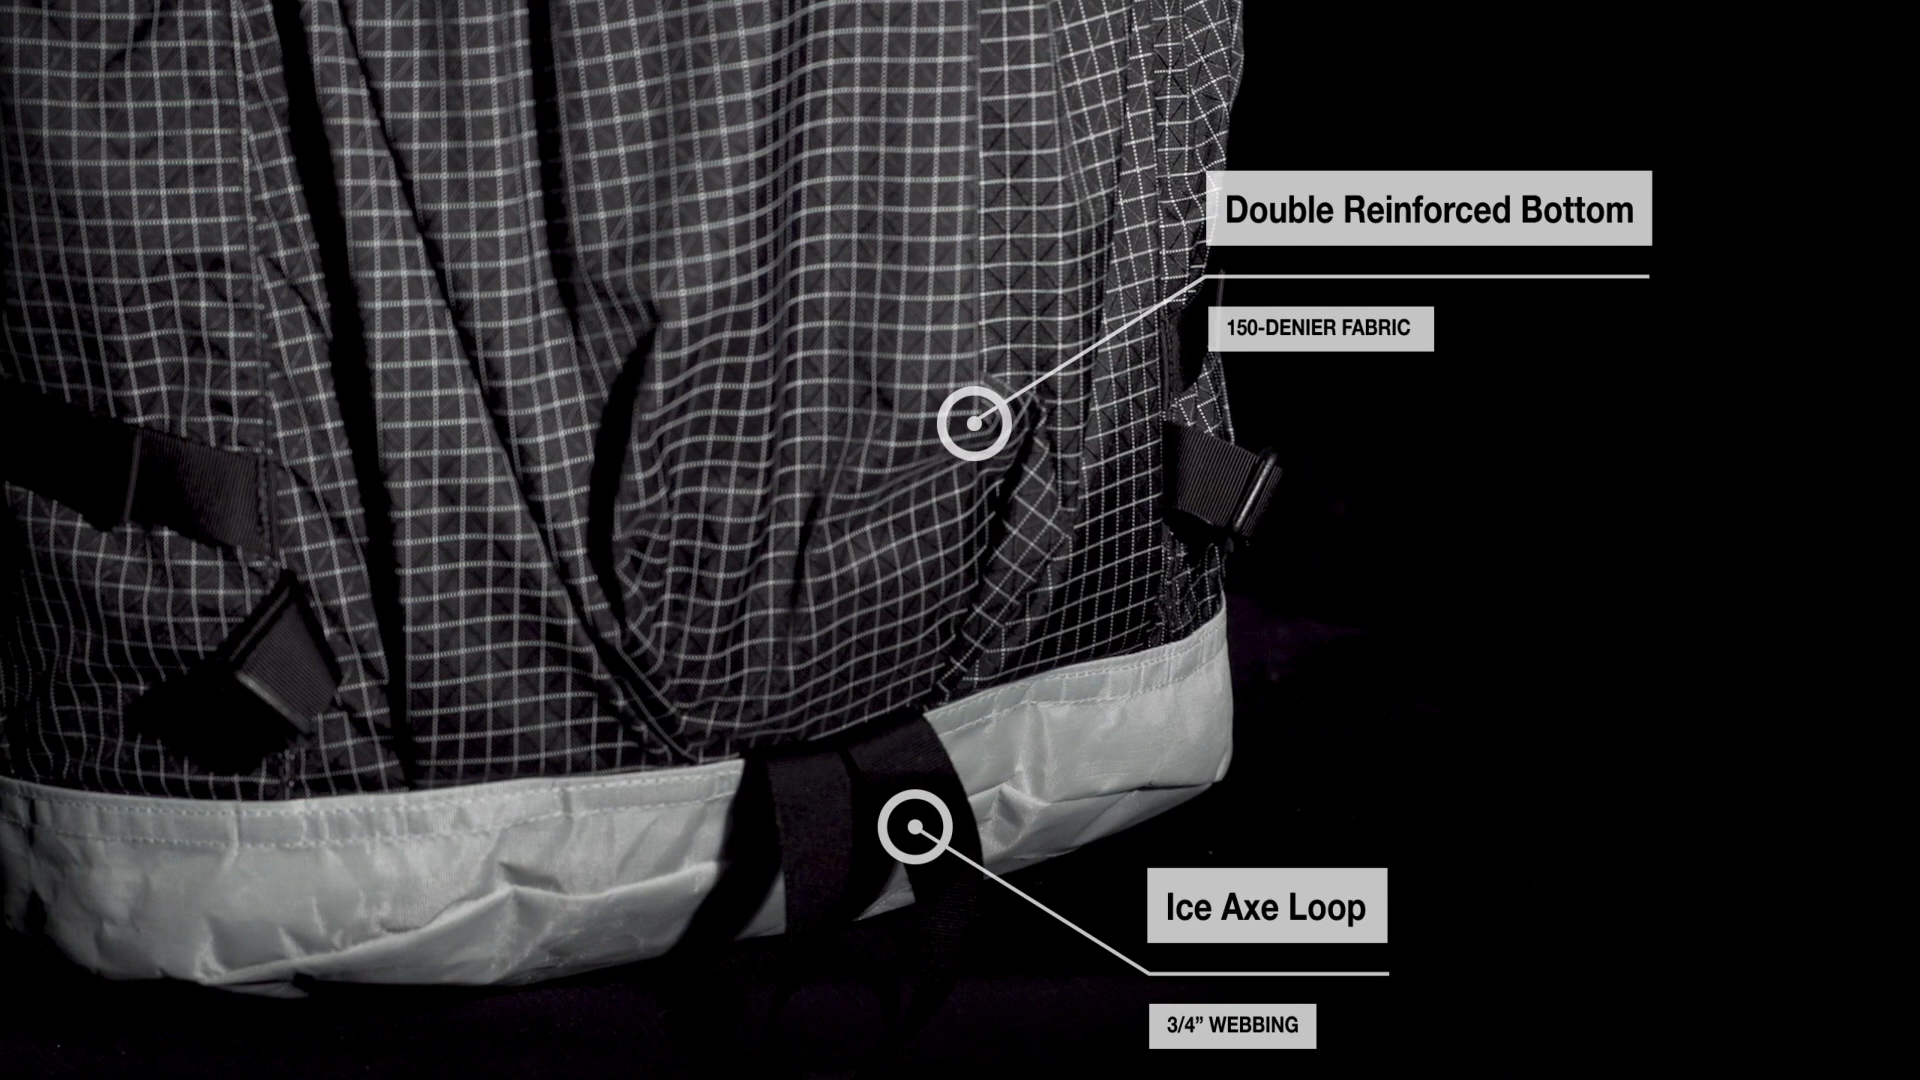 Double Reinforced Bottom
150-DENIER FABRIC
Ice Axe Loop
3/4” WEBBING